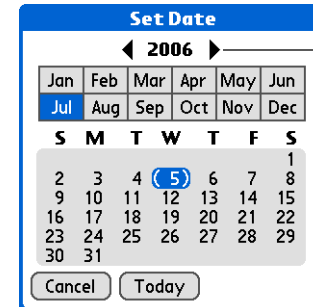 Set Date
2006
Jan Feb Mar Apr May Jun
Jul Aug Sep Oct Nov Dec
S M T W T F S
1
2 3 4 5 6 7 8
9 10 11 12 13 14 15
16 17 18 19 20 21 22
23 24 25 26 27 28 29
30 31
Cancel Today